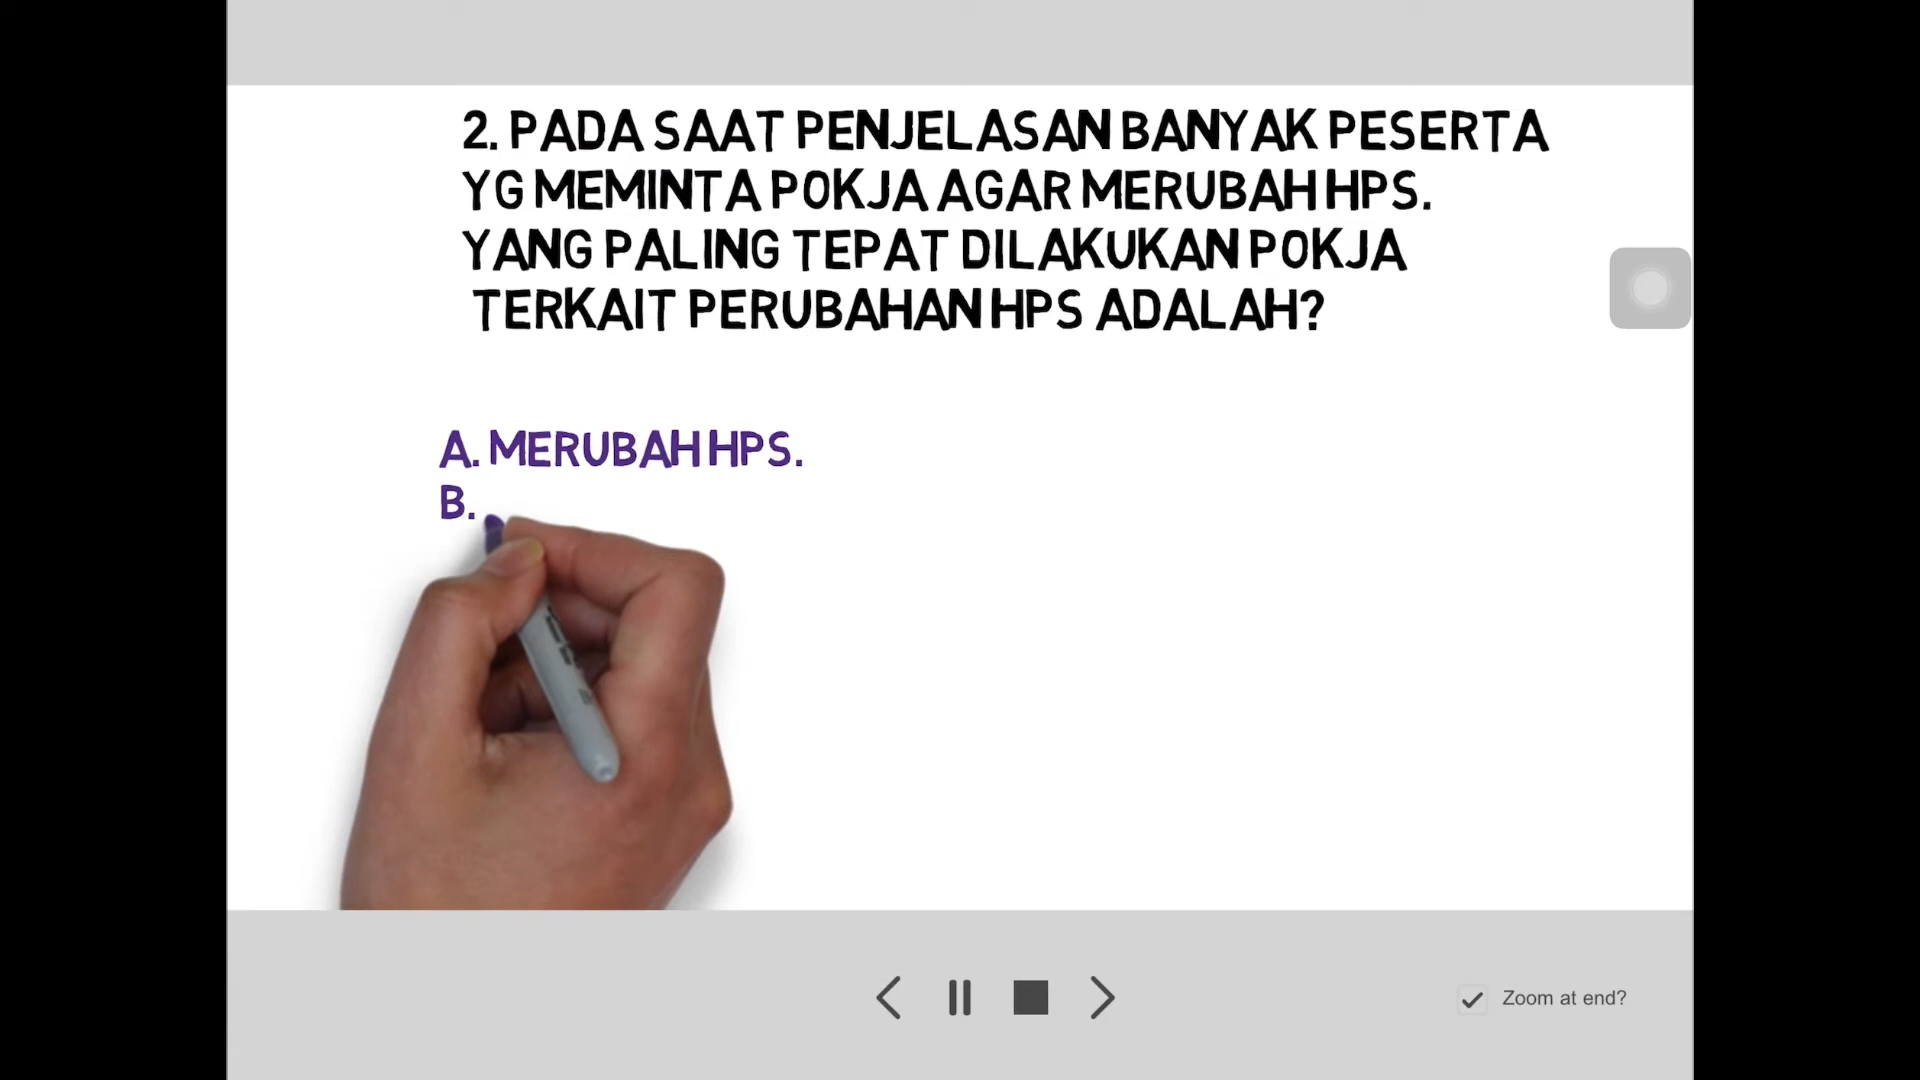 2. PADA SAAT PENJELASAN BANYAK PESERTA
YG MEMINTA POKJA AGAR MERUBAH HPS.
YANG PALING TEPAT DILAKUKAN POKJA
TERKAIT PERUBAHAN HPS ADALAH?
A. MERUBAH HPS.
B.
Zoom at end?